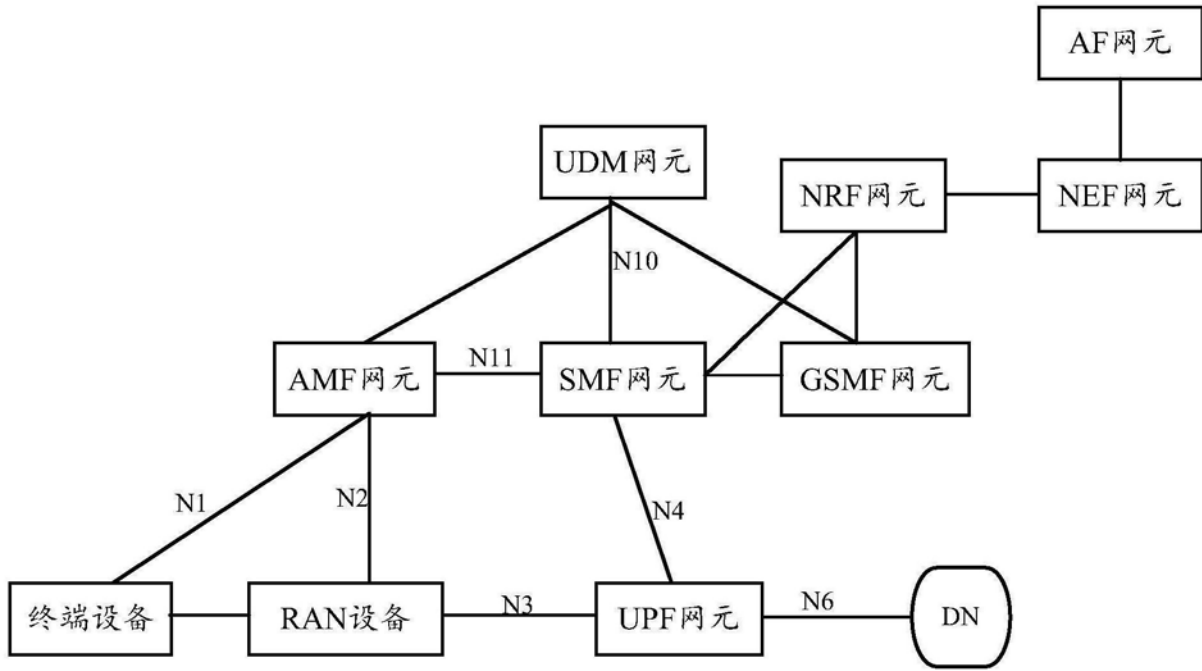 AF网元
UDM网元
NRF网元
NEF网元
N10
AMF网元
N11
SMF网元
GSMF网元
N1
N2
N4
终端设备
RAN设备
N3
UPF网元
N6
DN